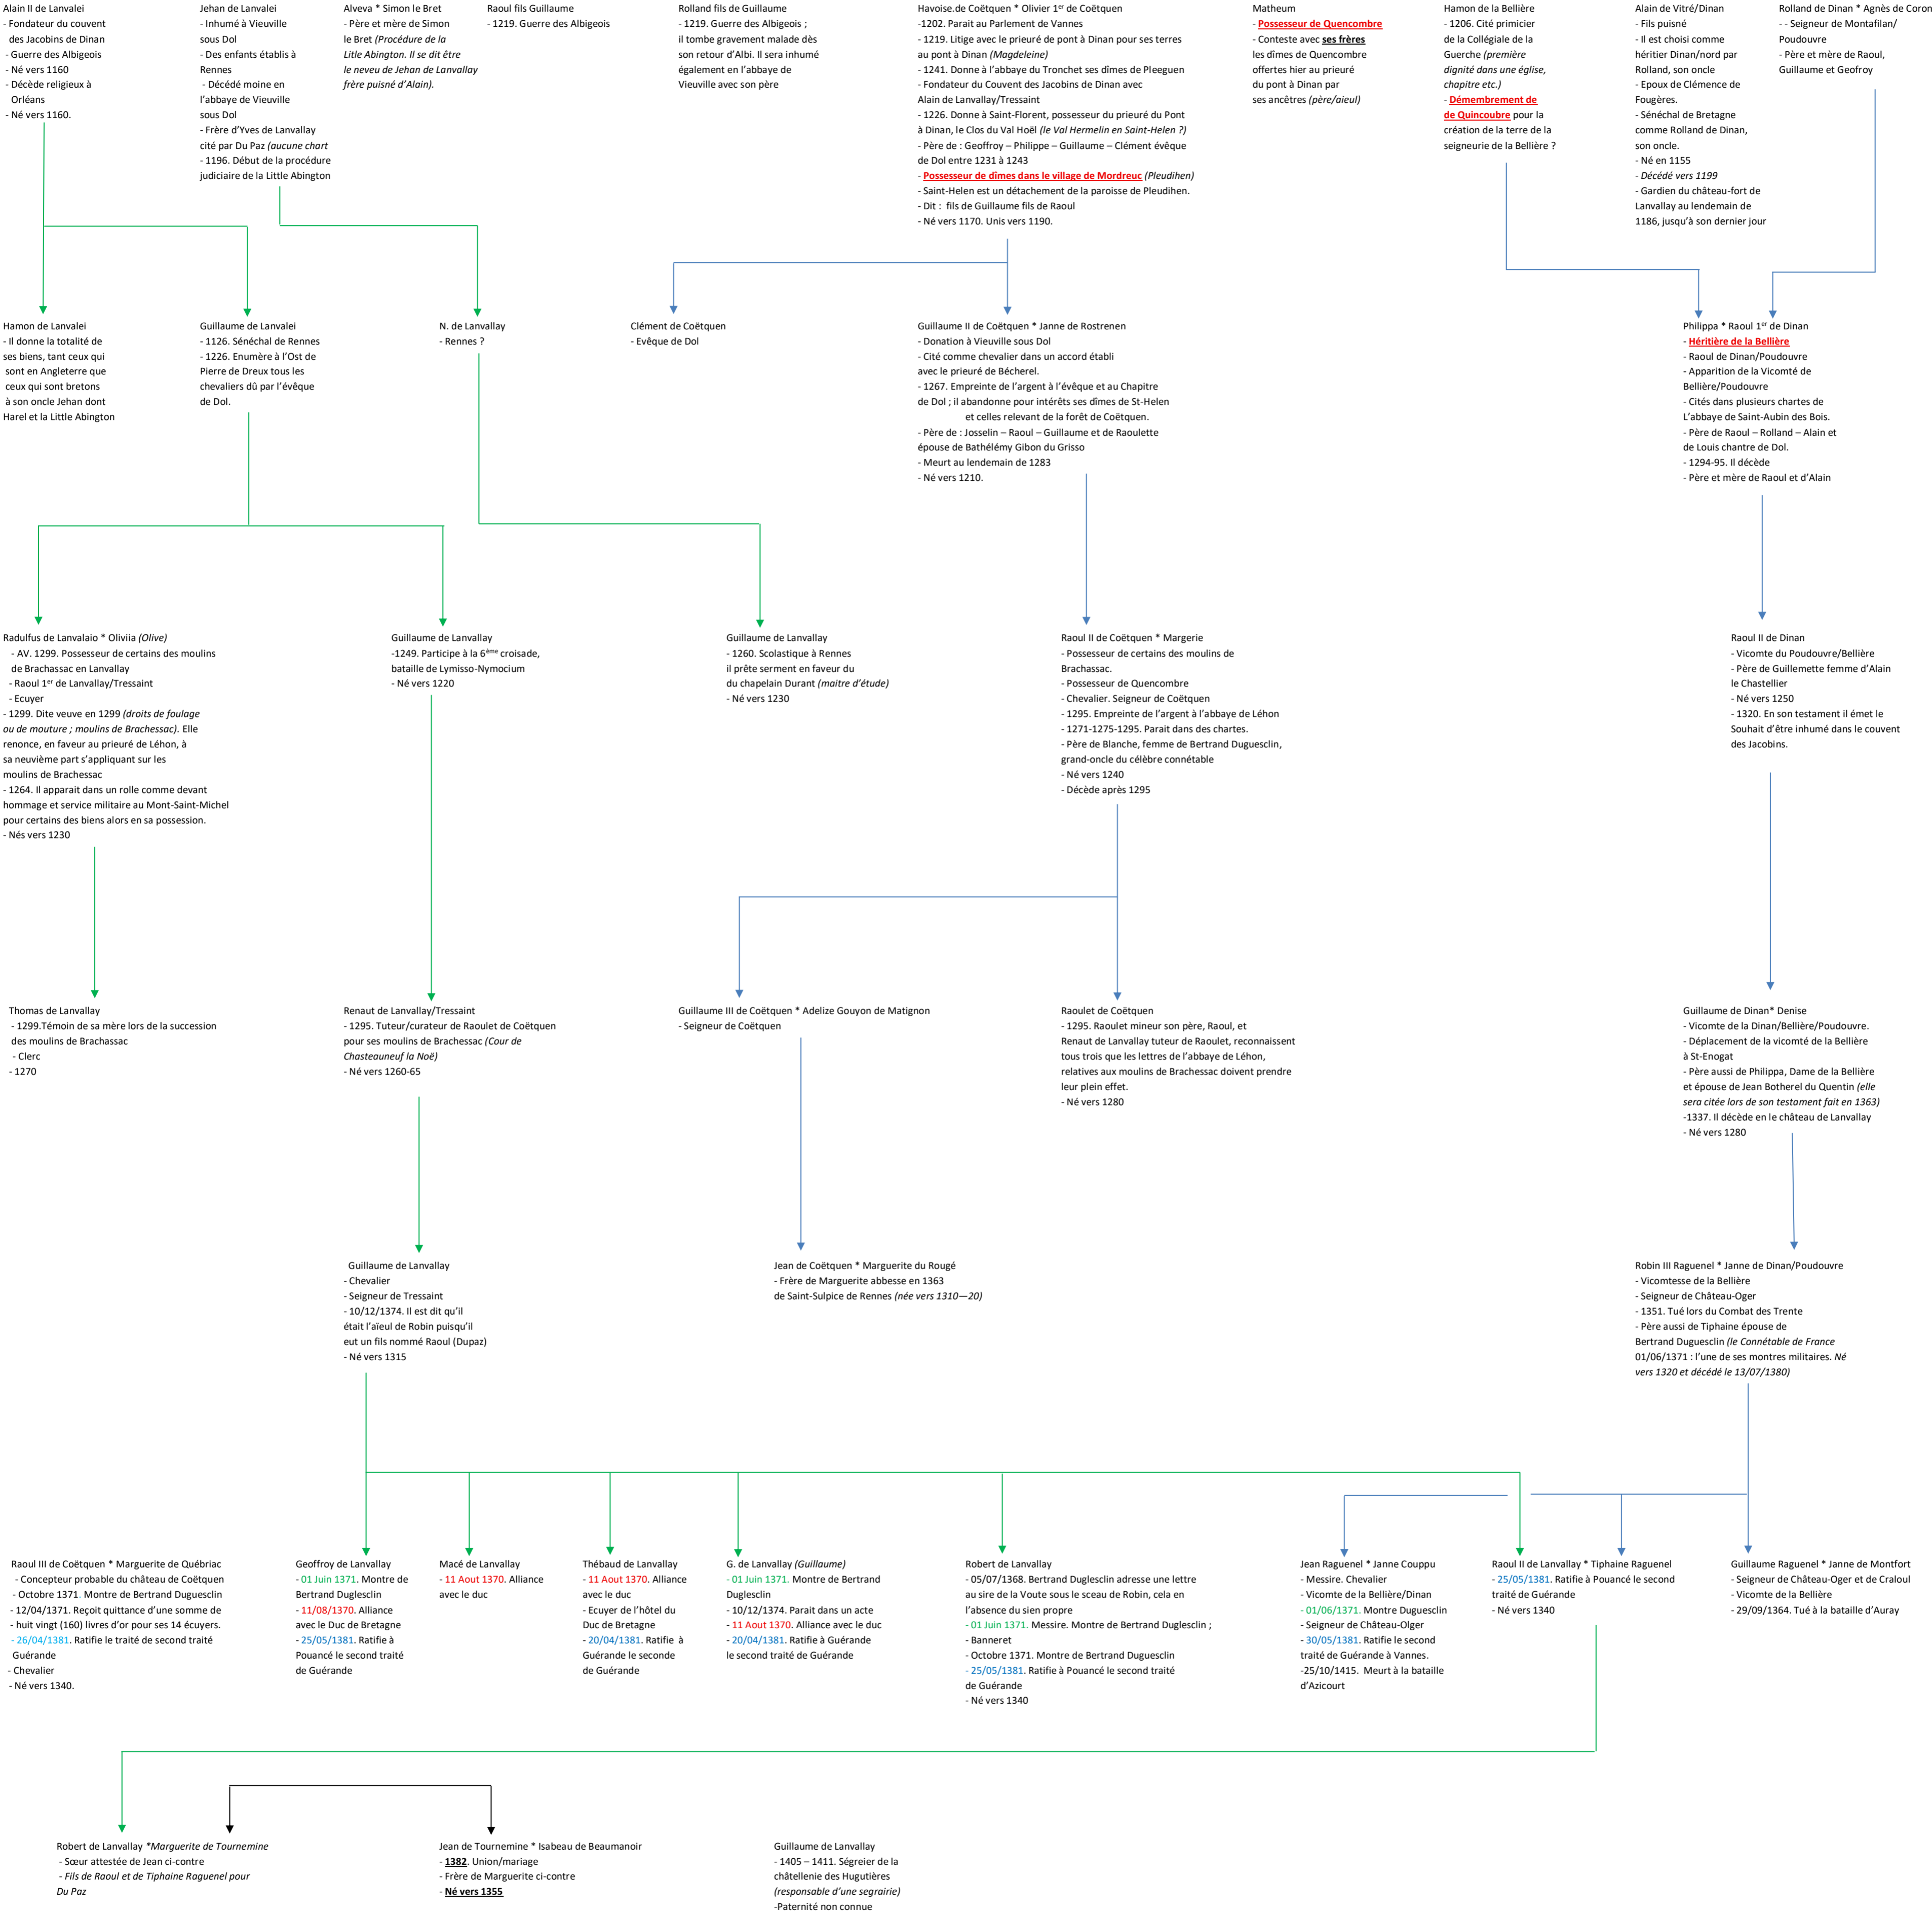 Alain II de Lanvalei
- Fondateur du couvent
des Jacobins de Dinan
- Guerre des Albigeois
- Né vers 1160
- Décède religieux à
Orléans
- Né vers 1160.
Jehan de Lanvalei
- Inhumé à Vieuville
sous Dol
- Des enfants établis à
Rennes
- Décédé moine en
l'abbaye de Vieuville
sous Dol
- Frère d'Yves de Lanvallay
cité par Du Paz (aucune chart
- 1196. Début de la procédure
judiciaire de la Little Abington
Alveva * Simon le Bret
- Père et mère de Simon
le Bret (Procédure de la
Litle Abington. Il se dit être
le neveu de Jehan de Lanvallay
frère puisné d'Alain).
Raoul fils Guillaume
- 1219. Guerre des Albigeois
Rolland fils de Guillaume
- 1219. Guerre des Albigeois ;
il tombe gravement malade dès
son retour d'Albi. Il sera inhumé
également en l'abbaye de
Vieuville avec son père
Havoise.de Coëtquen * Olivier 1er de Coëtquen
-1202. Parait au Parlement de Vannes
- 1219. Litige avec le prieuré de pont à Dinan pour ses terres
au pont à Dinan (Magdeleine)
- 1241. Donne à l'abbaye du Tronchet ses dîmes de Pleeguen
- Fondateur du Couvent des Jacobins de Dinan avec
Alain de Lanvallay/Tressaint
- 1226. Donne à Saint-Florent, possesseur du prieuré du Pont
à Dinan, le Clos du Val Hoël (le Val Hermelin en Saint-Helen ?)
- Père de : Geoffroy – Philippe – Guillaume – Clément évêque
de Dol entre 1231 à 1243
- Possesseur de dîmes dans le village de Mordreuc (Pleudihen)
- Saint-Helen est un détachement de la paroisse de Pleudihen.
- Dit : fils de Guillaume fils de Raoul
- Né vers 1170. Unis vers 1190.
Matheum
- Possesseur de Quencombre
- Conteste avec ses frères
les dîmes de Quencombre
offertes hier au prieuré
du pont à Dinan par
ses ancêtres (père/aieul)
Hamon de la Bellière
- 1206. Cité primicier
de la Collégiale de la
Guerche (première
dignité dans une église,
chapitre etc.)
- Démembrement de
de Quincoubre pour la
création de la terre de la
seigneurie de la Bellière ?
Alain de Vitré/Dinan
- Fils puisné
- Il est choisi comme
héritier Dinan/nord par
Rolland, son oncle
- Epoux de Clémence de
Fougères.
- Sénéchal de Bretagne
comme Rolland de Dinan,
son oncle.
- Né en 1155
- Décédé vers 1199
- Gardien du château-fort de
Lanvallay au lendemain de
1186, jusqu'à son dernier jour
Rolland de Dinan * Agnès de Coron
- - Seigneur de Montafilan/
Poudouvre
- Père et mère de Raoul,
Guillaume et Geofroy
Hamon de Lanvalei
- Il donne la totalité de
ses biens, tant ceux qui
sont en Angleterre que
ceux qui sont bretons
à son oncle Jehan dont
Harel et la Little Abington
Guillaume de Lanvalei
- 1126. Sénéchal de Rennes
- 1226. Enumère à l'Ost de
Pierre de Dreux tous les
chevaliers dû par l'évêque
de Dol.
N. de Lanvallay
- Rennes ?
Clément de Coëtquen
- Evêque de Dol
Guillaume II de Coëtquen * Janne de Rostrenen
- Donation à Vieuville sous Dol
- Cité comme chevalier dans un accord établi
avec le prieuré de Bécherel.
- 1267. Empreinte de l'argent à l'évêque et au Chapitre
de Dol ; il abandonne pour intérêts ses dîmes de St-Helen
et celles relevant de la forêt de Coëtquen.
- Père de : Josselin – Raoul – Guillaume et de Raoulette
épouse de Bathélémy Gibon du Grisso
- Meurt au lendemain de 1283
- Né vers 1210.
Philippa * Raoul 1er de Dinan
- Héritière de la Bellière
- Raoul de Dinan/Poudouvre
- Apparition de la Vicomté de
Bellière/Poudouvre
- Cités dans plusieurs chartes de
L'abbaye de Saint-Aubin des Bois.
- Père de Raoul – Rolland – Alain et
de Louis chantre de Dol.
- 1294-95. Il décède
- Père et mère de Raoul et d'Alain
Radulfus de Lanvalaio * Oliviia (Olive)
- AV. 1299. Possesseur de certains des moulins
de Brachassac en Lanvallay
- Raoul 1er de Lanvallay/Tressaint
- Ecuyer
- 1299. Dite veuve en 1299 (droits de foulage
ou de mouture ; moulins de Brachessac). Elle
renonce, en faveur au prieuré de Léhon, à
sa neuvième part s'appliquant sur les
moulins de Brachessac
- 1264. Il apparait dans un rolle comme devant
hommage et service militaire au Mont-Saint-Michel
pour certains des biens alors en sa possession.
- Nés vers 1230
Guillaume de Lanvallay
-1249. Participe à la 6ème croisade,
bataille de Lymisso-Nymocium
- Né vers 1220
Guillaume de Lanvallay
- 1260. Scolastique à Rennes
il prête serment en faveur du
du chapelain Durant (maitre d'étude)
- Né vers 1230
Raoul II de Coëtquen * Margerie
- Possesseur de certains des moulins de
Brachassac.
- Possesseur de Quencombre
- Chevalier. Seigneur de Coëtquen
- 1295. Empreinte de l'argent à l'abbaye de Léhon
- 1271-1275-1295. Parait dans des chartes.
- Père de Blanche, femme de Bertrand Duguesclin,
grand-oncle du célèbre connétable
- Né vers 1240
- Décède après 1295
Raoul II de Dinan
- Vicomte du Poudouvre/Bellière
- Père de Guillemette femme d'Alain
le Chastellier
- Né vers 1250
- 1320. En son testament il émet le
Souhait d'être inhumé dans le couvent
des Jacobins.
Thomas de Lanvallay
- 1299.Témoin de sa mère lors de la succession
des moulins de Brachassac
- Clerc
- 1270
Renaut de Lanvallay/Tressaint
- 1295. Tuteur/curateur de Raoulet de Coëtquen
pour ses moulins de Brachessec (Cour de
Chasteauneuf la Noë)
- Né vers 1260-65
Guillaume III de Coëtquen * Adelize Gouyon de Matignon
- Seigneur de Coëtquen
Raoulet de Coëtquen
- 1295. Raoulet mineur son père, Raoul, et
Renaut de Lanvallay tuteur de Raoulet, reconnaissent
tous trois que les lettres de l'abbaye de Léhon,
relatives aux moulins de Brachessac doivent prendre
leur plein effet.
- Né vers 1280
Guillaume de Dinan* Denise
- Vicomte de la Dinan/Bellière/Poudouvre.
- Déplacement de la vicomté de la Bellière
à St-Enogat
- Père aussi de Philippa, Dame de la Bellière
et épouse de Jean Botherel du Quentin (elle
sera citée lors de son testament fait en 1363)
-1337. Il décède en le château de Lanvallay
- Né vers 1280
Guillaume de Lanvallay
- Chevalier
- Seigneur de Tressaint
- 10/12/1374. Il est dit qu'il
était l'aïeul de Robin puisqu'il
eut un fils nommé Raoul (Dupaz)
- Né vers 1315
Jean de Coëtquen * Marguerite du Rougé
- Frère de Marguerite abbesse en 1363
de Saint-Sulpice de Rennes (née vers 1310—20)
Robin III Raguenel * Janne de Dinan/Poudouvre
- Vicomtesse de la Bellière
- Seigneur de Château-Oger
- 1351. Tué lors du Combat des Trente
- Père aussi de Tiphaine épouse de
Bertrand Duguesclin (le Connétable de France
01/06/1371 : l'une de ses montres militaires. Né
vers 1320 et décédé le 13/07/1380)
Raoul III de Coëtquen * Marguerite de Québriac
- Concepteur probable du château de Coëtquen
- Octobre 1371. Montre de Bertrand Duguesclin
- 12/04/1371. Reçoit quittance d'une somme de
- huit vingt (160) livres d'or pour ses 14 écuyers.
- 26/04/1381. Ratifie le traité de second traité
Guérande
- Chevalier
- Né vers 1340.
Geoffroy de Lanvallay
- 01 Juin 1371. Montre de
Bertrand Duglesclin
- 11/08/1370. Alliance
avec le Duc de Bretagne
- 25/05/1381. Ratifie à
Pouancé le second traité
de Guérande
Macé de Lanvallay
- 11 Aout 1370. Alliance
avec le duc
Thébaud de Lanvallay
- 11 Aout 1370. Alliance
avec le duc
- Ecuyer de l'hôtel du
Duc de Bretagne
- 20/04/1381. Ratifie à
Guérande le seconde
de Guérande
G. de Lanvallay (Guillaume)
- 01 Juin 1371. Montre de Bertrand
Duglesclin
- 10/12/1374. Parait dans un acte
- 11 Aout 1370. Alliance avec le duc
- 20/04/1381. Ratifie à Guérande
le second traité de Guérande
Robert de Lanvallay
- 05/07/1368. Bertrand Duglesclin adresse une lettre
au sire de la Voute sous le sceau de Robin, cela en
l'absence du sien propre
- 01 Juin 1371. Messire. Montre de Bertrand Duglesclin ;
- Banneret
- Octobre 1371. Montre de Bertrand Duguesclin
- 25/05/1381. Ratifie à Pouancé le second traité
de Guérande
- Né vers 1340
Jean Raguenel * Janne Couppu
- Messire. Chevalier
- Vicomte de la Bellière/Dinan
- 01/06/1371. Montre Duguesclin
- Seigneur de Château-Olger
- 30/05/1381. Ratifie le second
traité de Guérande à Vannes.
-25/10/1415. Meurt à la bataille
d'Azicourt
Raoul II de Lanvallay * Tiphaine Raguenel
- 25/05/1381. Ratifie à Pouancé le second
traité de Guérande
- Né vers 1340
Guillaume Raguenel * Janne de Montfort
- Seigneur de Château-Oger et de Craloul
- Vicomte de la Bellière
- 29/09/1364. Tué à la bataille d'Auray
Robert de Lanvallay *Marguerite de Tournemine
- Sœur attestée de Jean ci-contre
- Fils de Raoul et de Tiphaine Raguenel pour
Du Paz
Jean de Tournemine * Isabeau de Beaumanoir
- 1382. Union/mariage
- Frère de Marguerite ci-contre
- Né vers 1355
Guillaume de Lanvallay
- 1405 – 1411. Ségreier de la
châtellenie des Hugutières
(responsable d'une segrairie)
-Paternité non connue